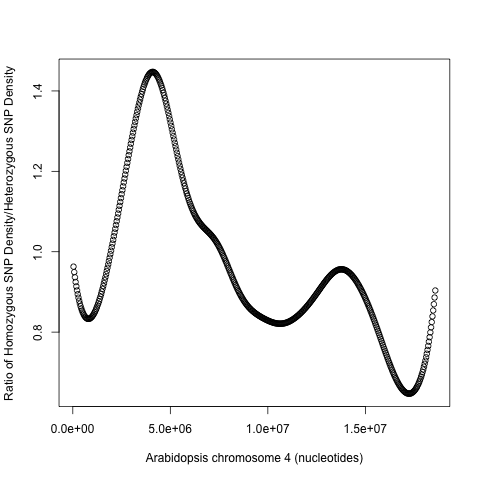 Ratio of Homozygous SNP Density/Heterozygous SNP Density
1.4
1.2
1.0
0.8
0.0e+00 5.0e+06 1.0e+07 1.5e+07
Arabidopsis chromosome 4 (nucleotides)